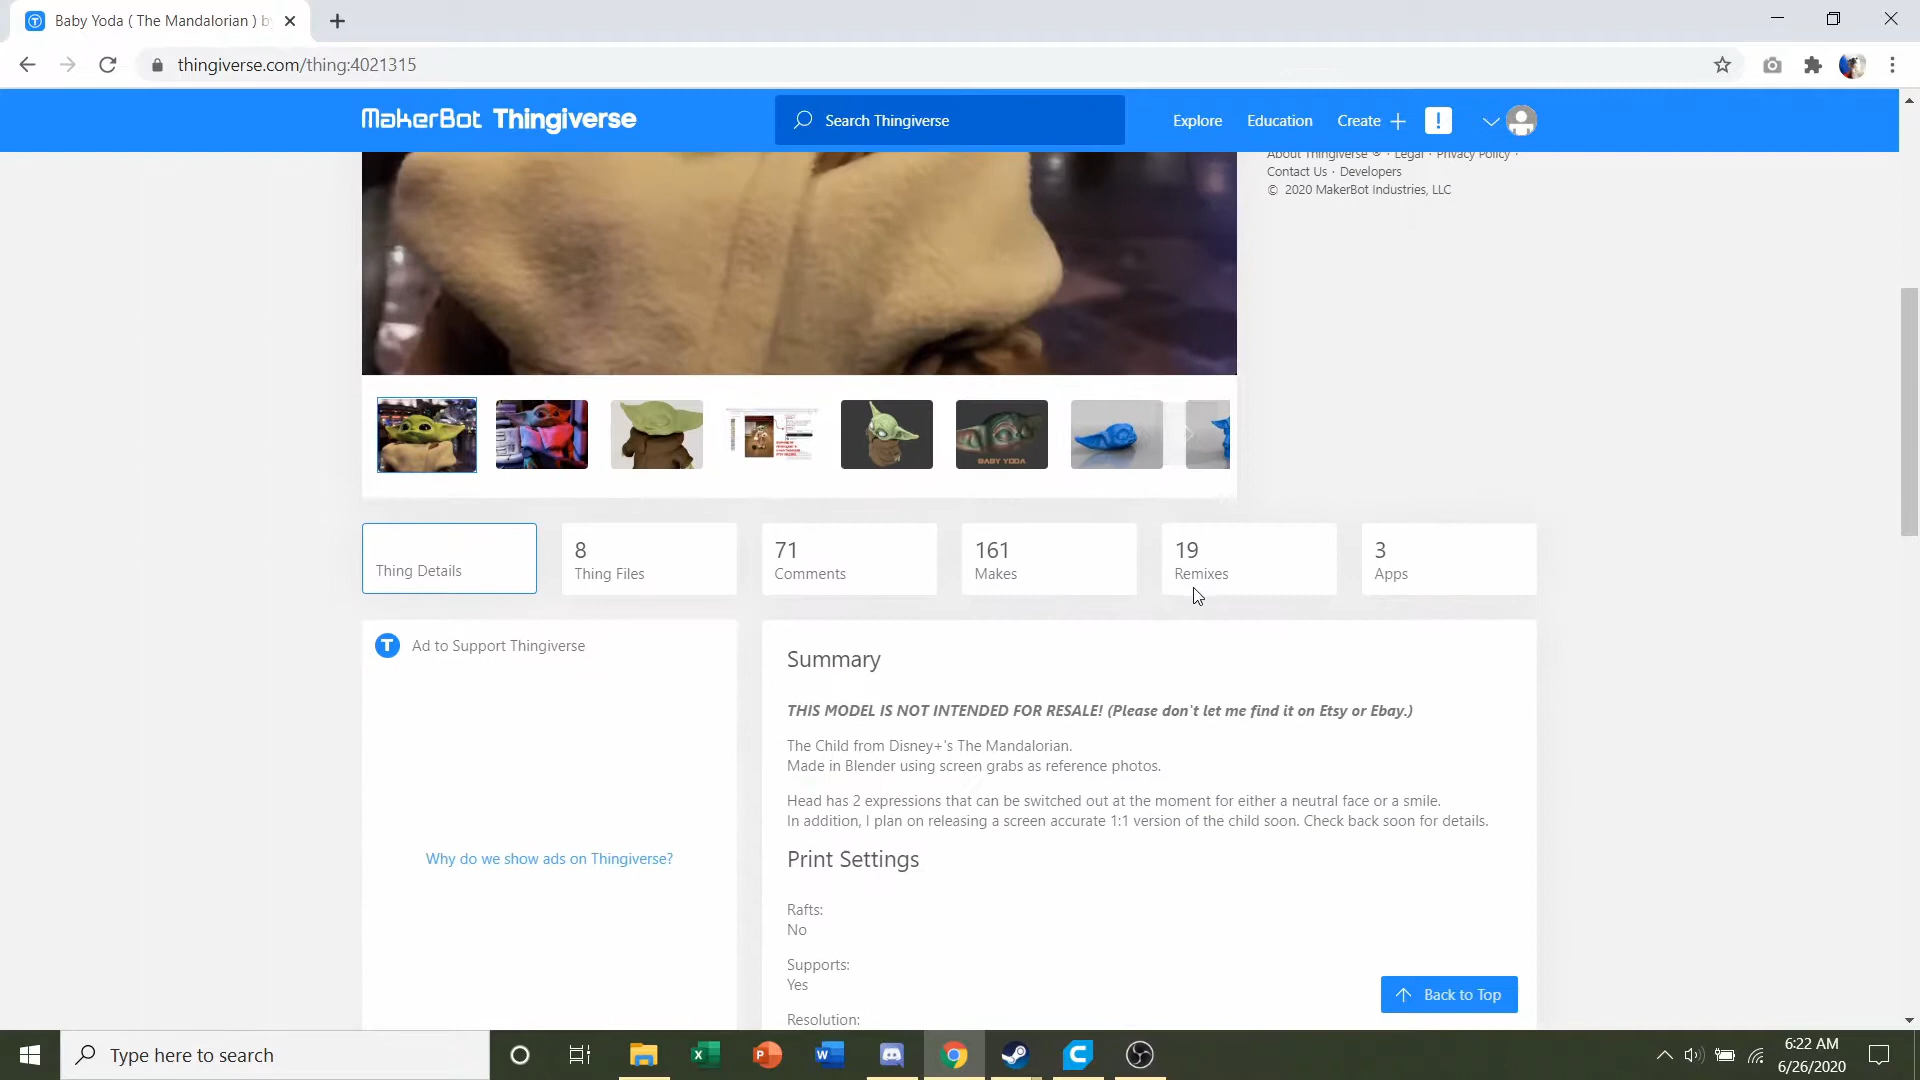 Baby Yoda ( The Mandalorian ) b
thingiverse.com/thing:4021315
MakerBot Thingiverse
Search Thingiverse
Explore
Education
Create
About Thingiverse ® · Legal · Privacy Policy ·
Contact Us · Developers
© 2020 MakerBot Industries, LLC
BABY YODA
Thing Details
8
Thing Files
71
Comments
161
Makes
19
Remixes
3
Apps
Ad to Support Thingiverse
Why do we show ads on Thingiverse?
Summary
THIS MODEL IS NOT INTENDED FOR RESALE! (Please don't let me find it on Etsy or Ebay.)
The Child from Disney+'s The Mandalorian.
Made in Blender using screen grabs as reference photos.
Head has 2 expressions that can be switched out at the moment for either a neutral face or a smile.
In addition, I plan on releasing a screen accurate 1:1 version of the child soon. Check back soon for details.
Print Settings
Rafts:
No
Supports:
Yes
Resolution:
Back to Top
Type here to search
6:22 AM
6/26/2020